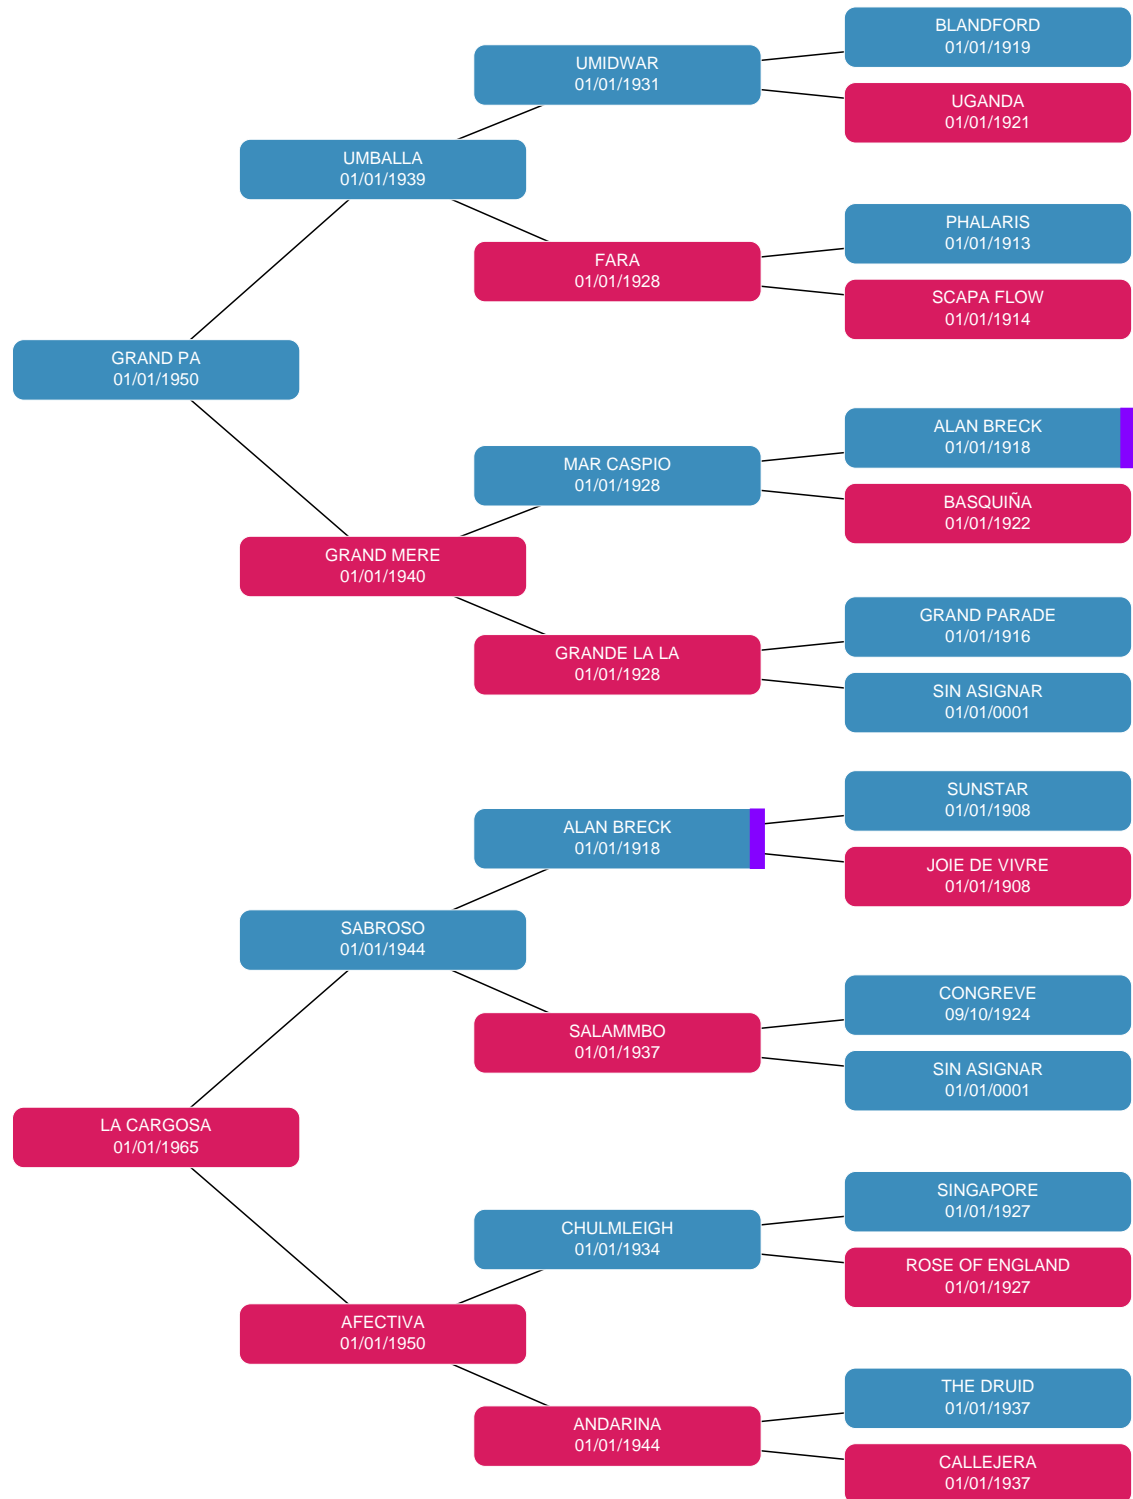 BLANDFORD
01/01/1919
UMIDWAR
01/01/1931
UGANDA
01/01/1921
UMBALLA
01/01/1939
PHALARIS
01/01/1913
FARA
01/01/1928
SCAPA FLOW
01/01/1914
GRAND PA
01/01/1950
ALAN BRECK
01/01/1918
MAR CASPIO
01/01/1928
BASQUIÑA
01/01/1922
GRAND MERE
01/01/1940
GRAND PARADE
01/01/1916
GRANDE LA LA
01/01/1928
SIN ASIGNAR
01/01/0001
SUNSTAR
01/01/1908
ALAN BRECK
01/01/1918
JOIE DE VIVRE
01/01/1908
SABROSO
01/01/1944
CONGREVE
09/10/1924
SALAMMBO
01/01/1937
SIN ASIGNAR
01/01/0001
LA CARGOSA
01/01/1965
SINGAPORE
01/01/1927
CHULMLEIGH
01/01/1934
ROSE OF ENGLAND
01/01/1927
AFECTIVA
01/01/1950
THE DRUID
01/01/1937
ANDARINA
01/01/1944
CALLEJERA
01/01/1937